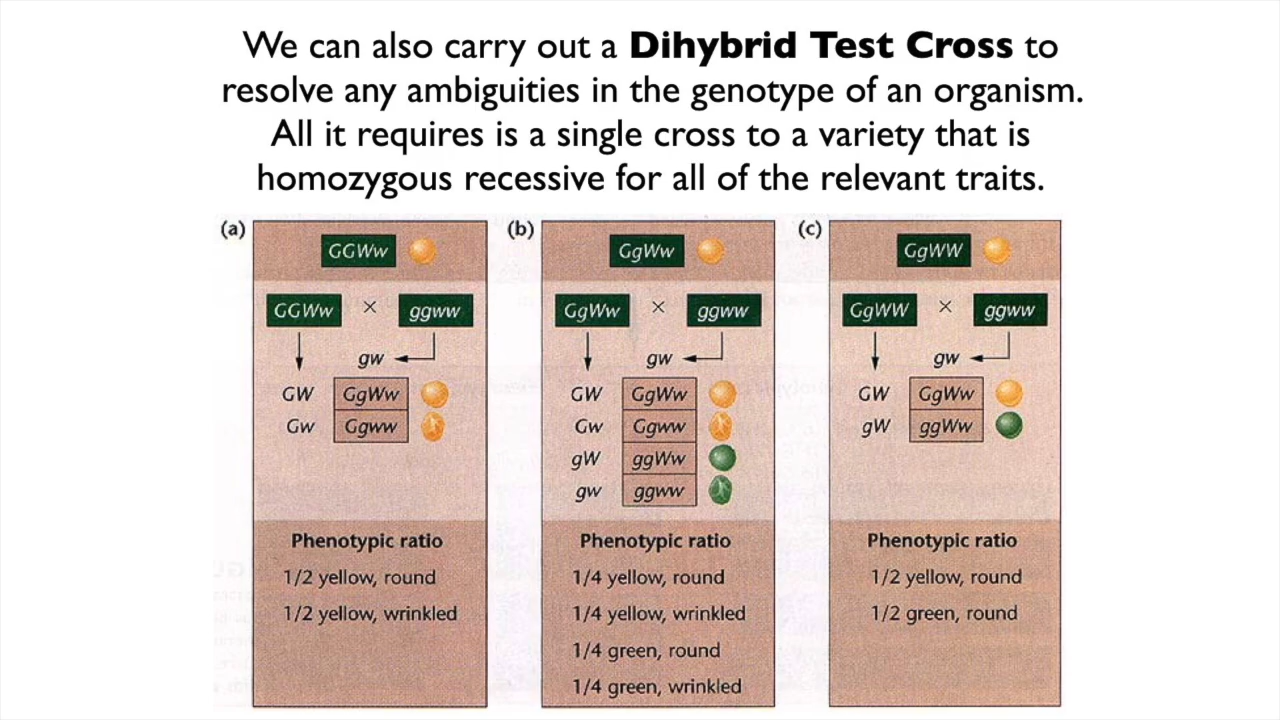 We can also carry out a Dihybrid Test Cross to
resolve any ambiguities in the genotype of an organism.
All it requires is a single cross to a variety that is
homozygous recessive for all of the relevant traits.
(a)
GGWw
GGWw × ggww
gw
GW GgWw
Gw Ggww
Phenotypic ratio
1/2 yellow, round
1/2 yellow, wrinkled
(b)
GgWW
GgWw × ggww
gw
GW GgWw
Gw Ggww
gW ggWw
gw ggww
Phenotypic ratio
1/4 yellow, round
1/4 yellow, wrinkled
1/4 green, round
1/4 green, wrinkled
(c)
GgWW
GgWW × ggww
gw
GW GgWw
gW ggWw
Phenotypic ratio
1/2 yellow, round
1/2 green, round